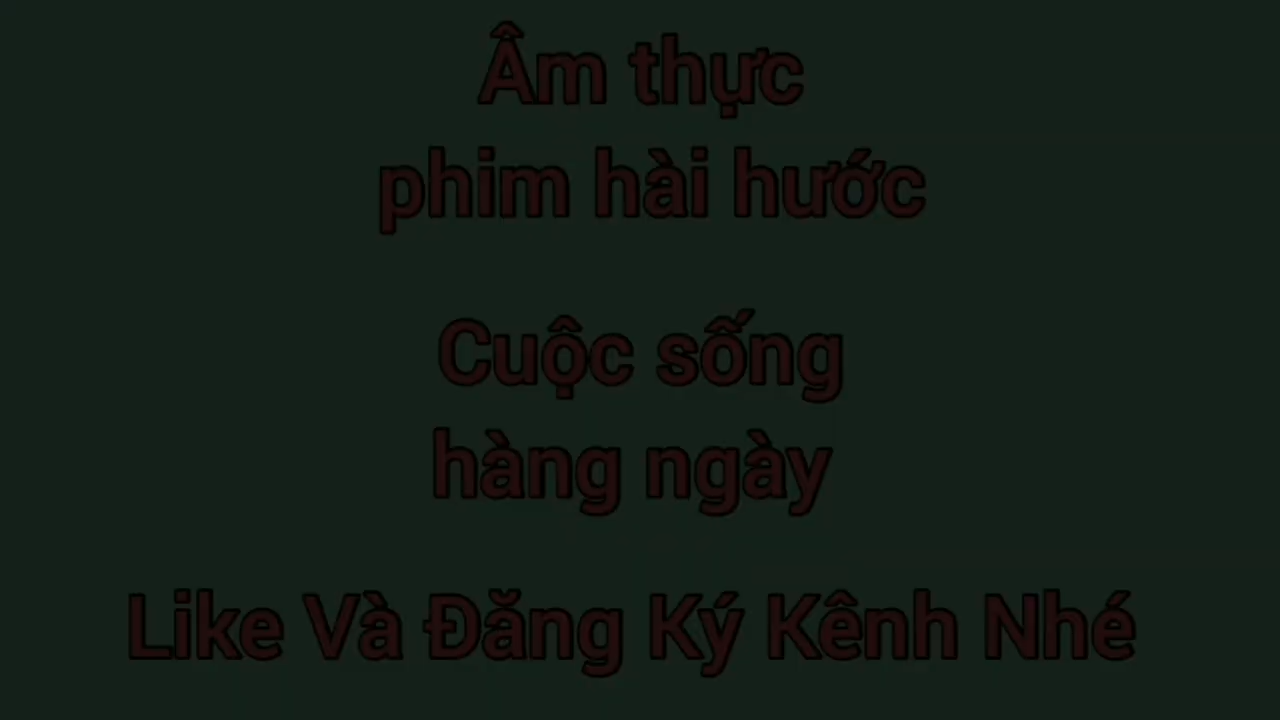 Âm thực
phim hài hước
Cuộc sống
hàng ngày
Like Và Đăng Ký Kênh Nhé